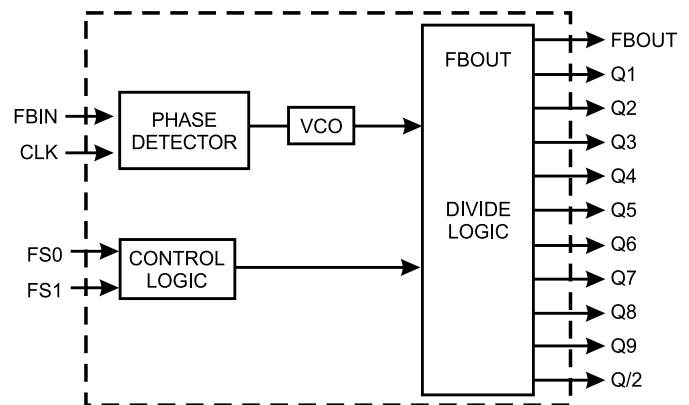 FBIN
CLK
FS0
FS1
PHASE
DETECTOR
VCO
CONTROL
LOGIC
FBOUT
DIVIDE
LOGIC
FBOUT
Q1
Q2
Q3
Q4
Q5
Q6
Q7
Q8
Q9
Q/2